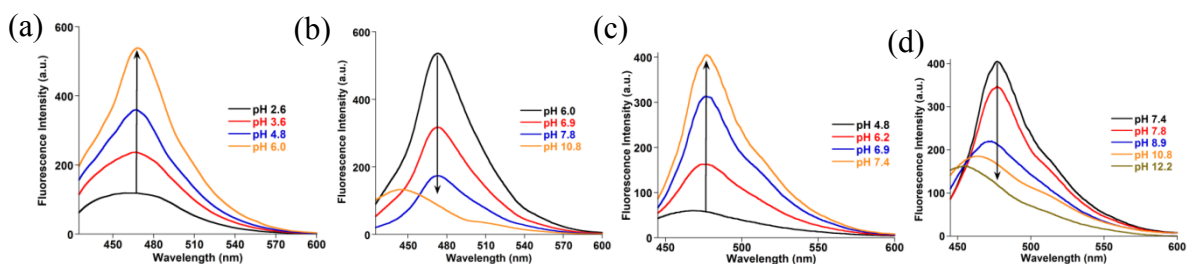 (a)
Fluorescence Intensity (a.u.)
600
400
200
0
pH 2.6
pH 3.6
pH 4.8
pH 6.0
450 480 510 540 570 600
Wavelength (nm)
(b)
Fluorescence Intensity (a.u.)
600
400
200
0
pH 6.0
pH 6.9
pH 7.8
pH 10.8
450 480 510 540 570 600
Wavelength (nm)
(c)
Fluorescence Intensity (a.u.)
400
300
200
100
0
pH 4.8
pH 6.2
pH 6.9
pH 7.4
450 500 550 600
Wavelength (nm)
(d)
Fluorescence Intensity (a.u.)
400
300
200
100
0
pH 7.4
pH 7.8
pH 8.9
pH 10.8
pH 12.2
450 500 550 600
Wavelength (nm)